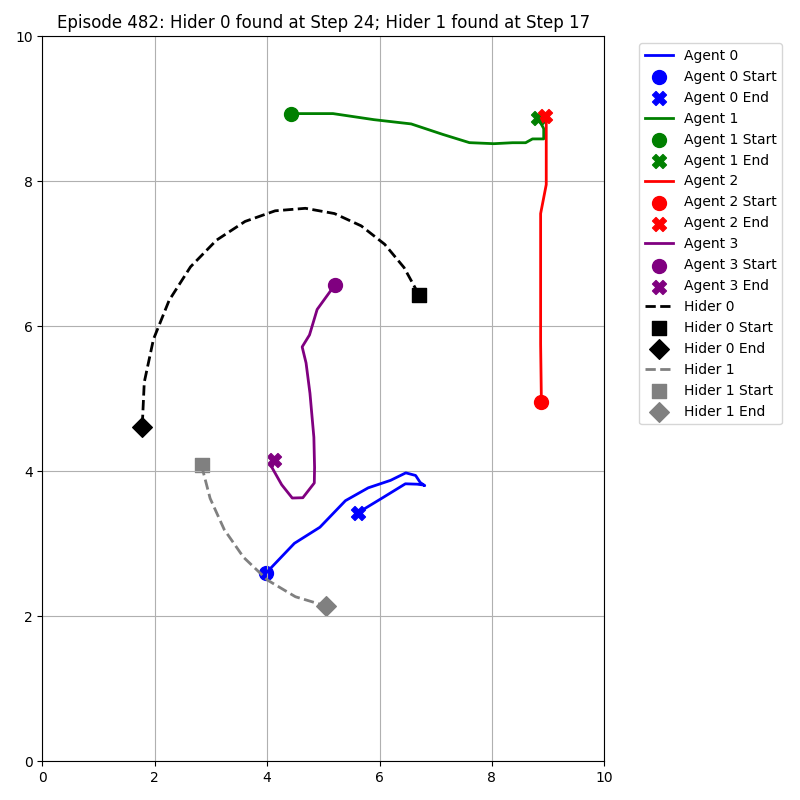 Episode 482: Hider 0 found at Step 24; Hider 1 found at Step 17
10
8
6
4
2
0
0 2 4 6 8 10
Agent 0
Agent 0 Start
Agent 0 End
Agent 1
Agent 1 Start
Agent 1 End
Agent 2
Agent 2 Start
Agent 2 End
Agent 3
Agent 3 Start
Agent 3 End
Hider 0
Hider 0 Start
Hider 0 End
Hider 1
Hider 1 Start
Hider 1 End